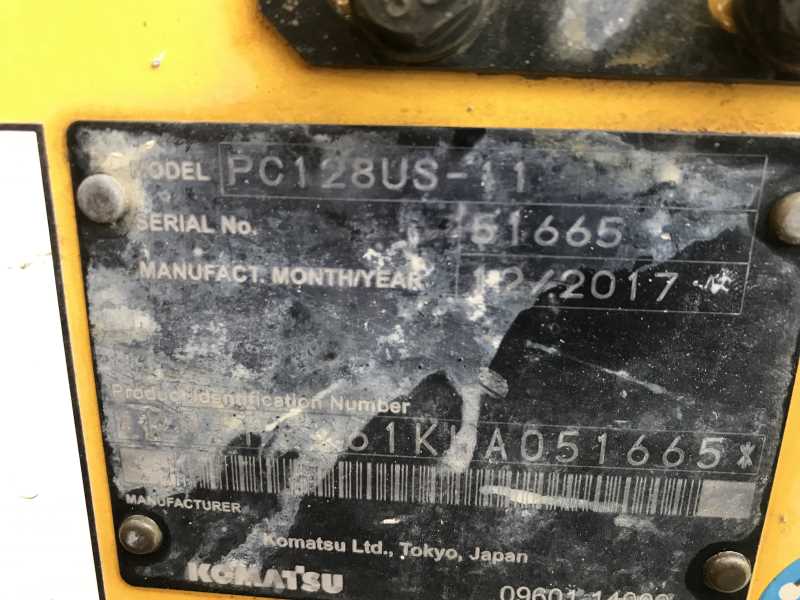 MODEL PC128US-11
SERIAL No. 51665
MANUFACT. MONTH/YEAR 12/2017
Product Identification Number
MANUFACTURER
Komatsu Ltd., Tokyo, Japan
KOMATSU